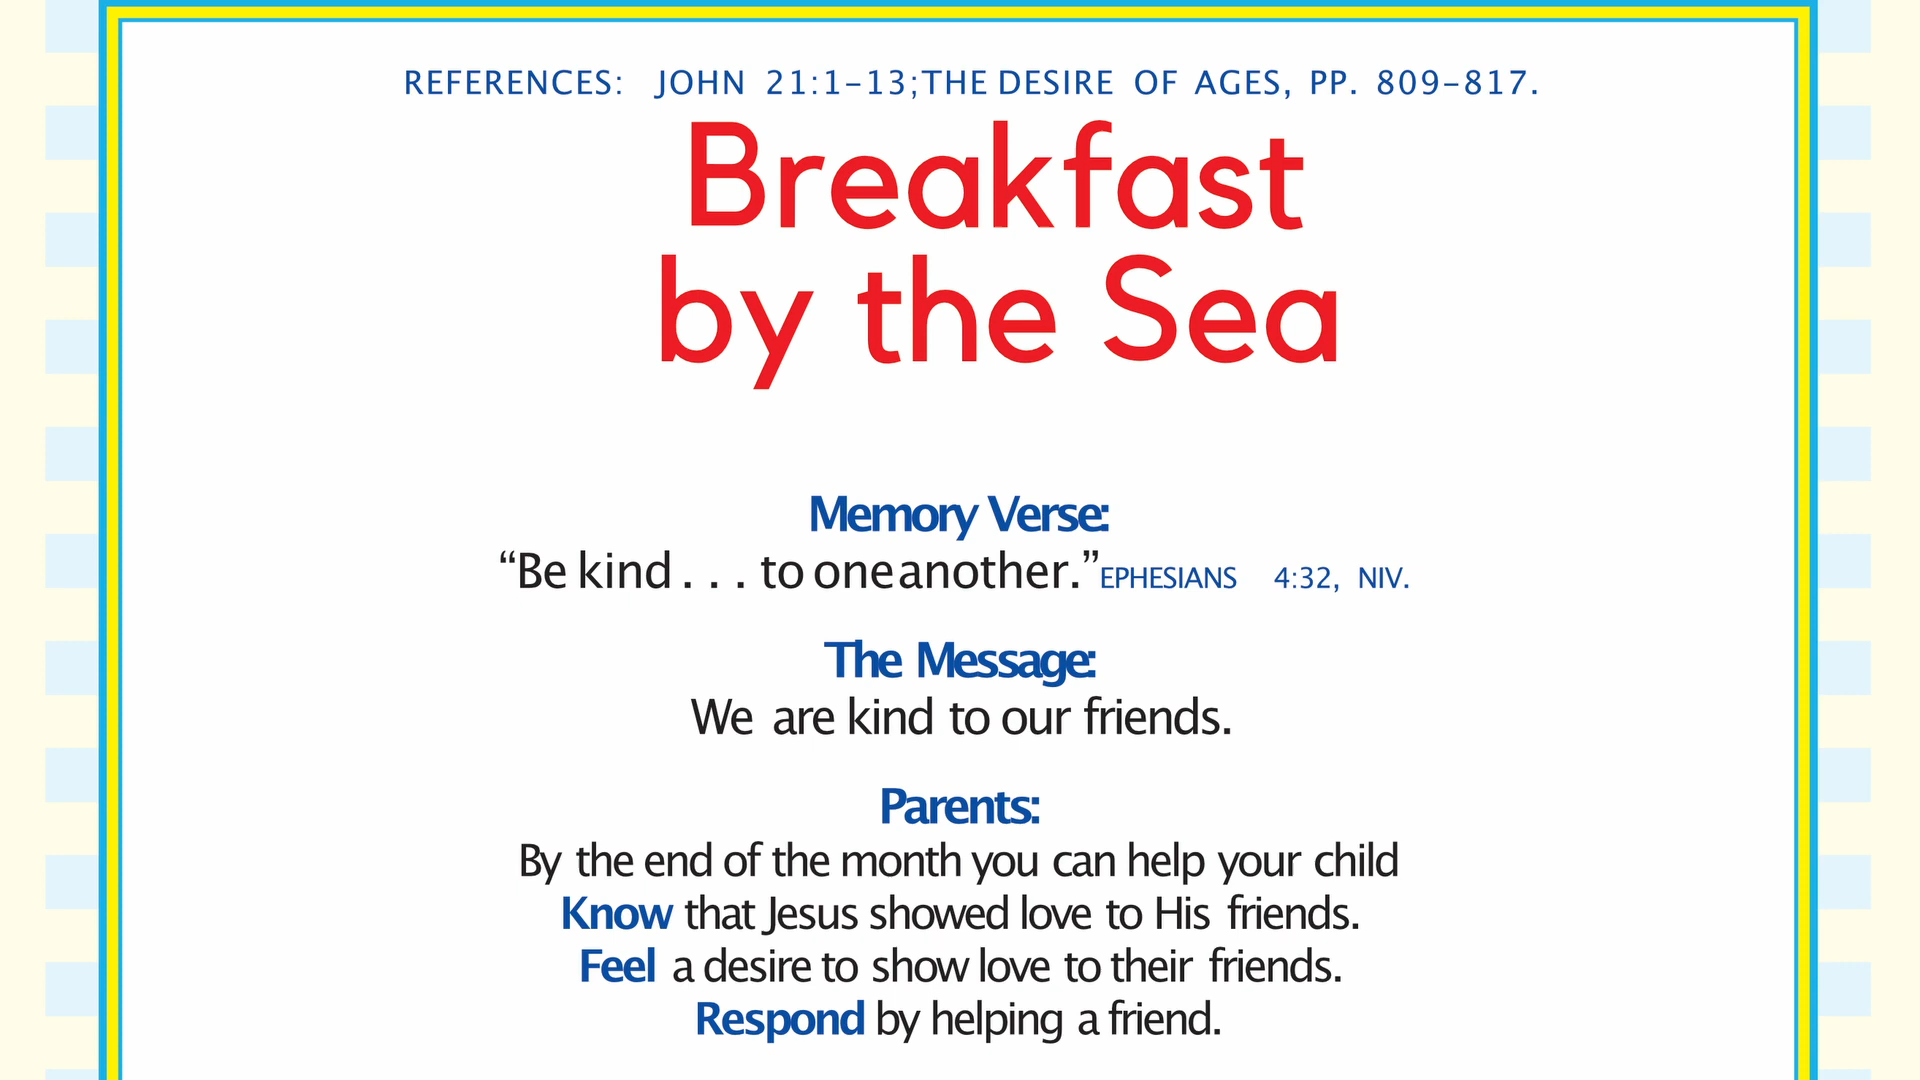 REFERENCES: JOHN 21:1–13; THE DESIRE OF AGES, PP. 809–817.
Breakfast
by the Sea
Memory Verse:
“Be kind . . . to one another.” EPHESIANS 4:32, NIV.
The Message:
We are kind to our friends.
Parents:
By the end of the month you can help your child
Know that Jesus showed love to His friends.
Feel a desire to show love to their friends.
Respond by helping a friend.